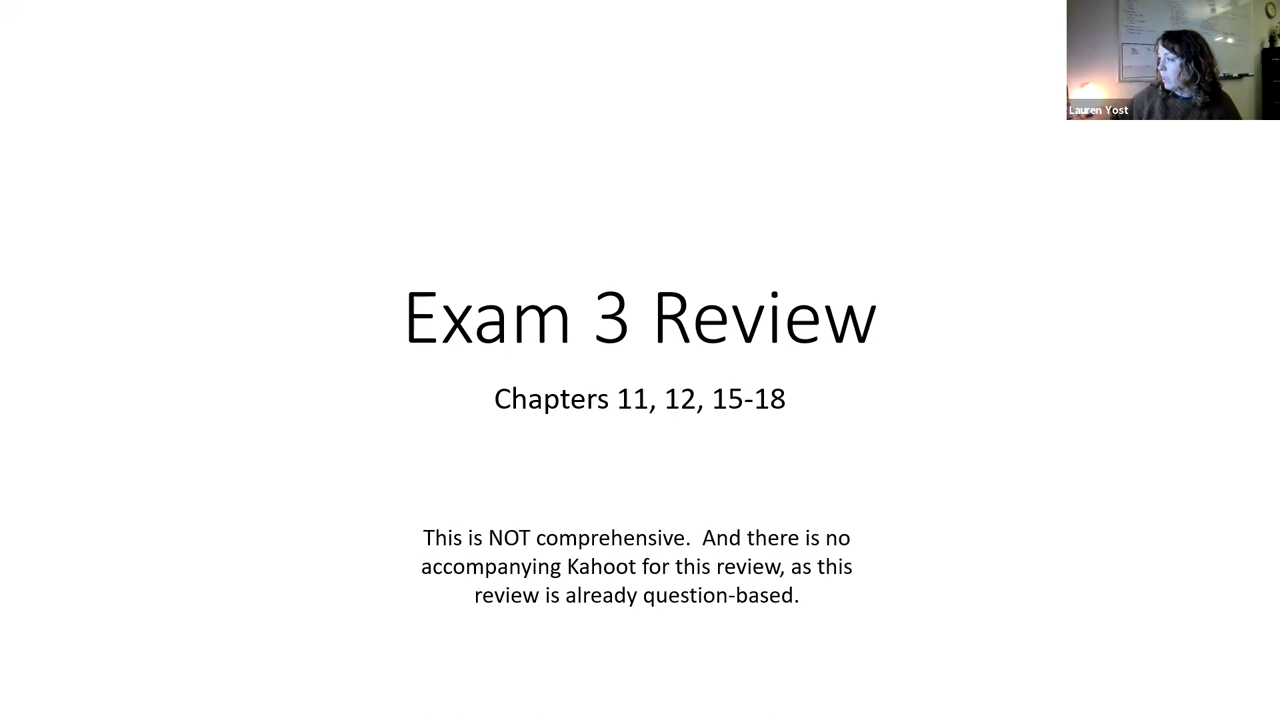 Lauren Yost
Exam 3 Review
Chapters 11, 12, 15-18
This is NOT comprehensive.  And there is no
accompanying Kahoot for this review, as this
review is already question-based.